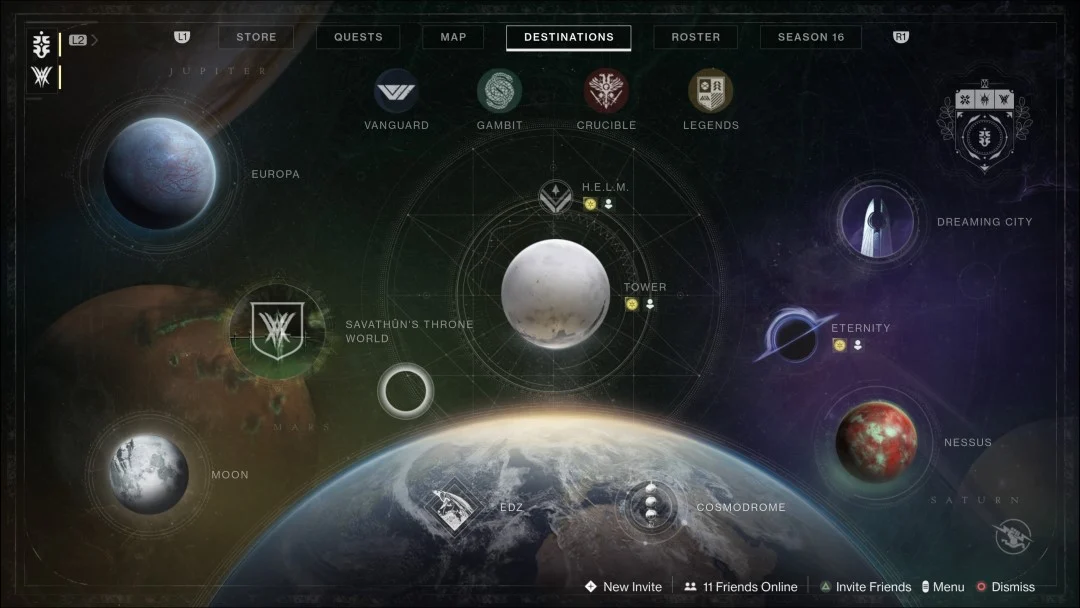 L2
L1
STORE
QUESTS
MAP
DESTINATIONS
ROSTER
SEASON 16
R1
JUPITER
VANGUARD
GAMBIT
CRUCIBLE
LEGENDS
EUROPA
H.E.L.M.
DREAMING CITY
TOWER
SAVATHÛN'S THRONE
WORLD
ETERNITY
MARS
NESSUS
MOON
SATURN
EDZ
COSMODROME
New Invite
11 Friends Online
Invite Friends
Menu
Dismiss